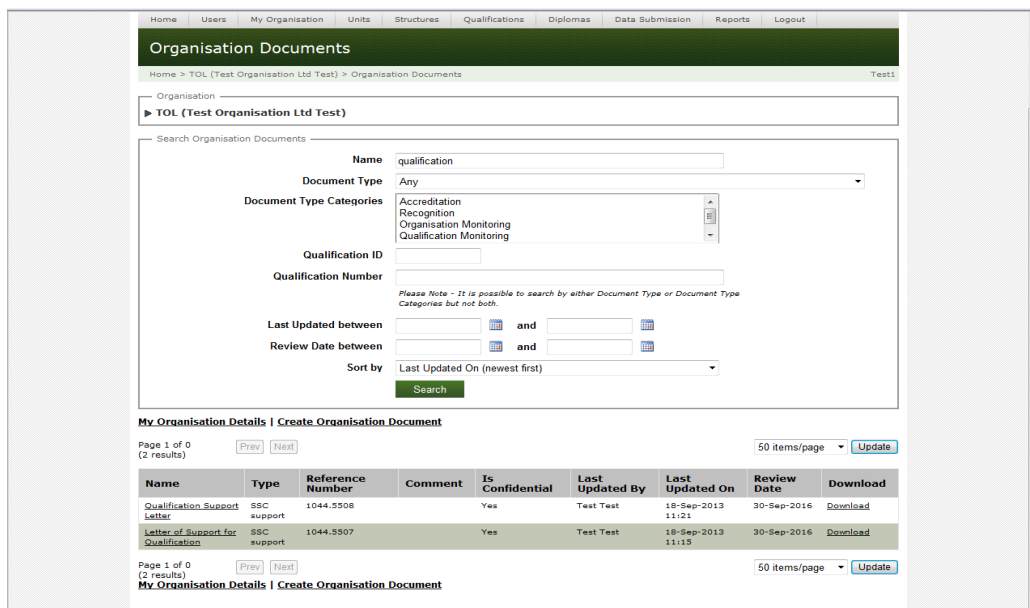 Home Users My Organisation Units Structures Qualifications Diplomas Data Submission Reports Logout
Organisation Documents
Home > TOL (Test Organisation Ltd Test) > Organisation Documents Test1
Organisation
▶ TOL (Test Organisation Ltd Test)
Search Organisation Documents
Name qualification
Document Type Any
Document Type Categories Accreditation
Recognition
Organisation Monitoring
Qualification Monitoring
Qualification ID
Qualification Number
Please Note - It is possible to search by either Document Type or Document Type
Categories but not both.
Last Updated between and
Review Date between and
Sort by Last Updated On (newest first)
Search
My Organisation Details | Create Organisation Document
Page 1 of 0 Prev Next 50 items/page Update
(2 results)
Name Type Reference Number Comment Is Confidential Last Updated By Last Updated On Review Date Download
Qualification Support Letter SSC support 1044.5508 Yes Test Test 18-Sep-2013 11:21 30-Sep-2016 Download
Letter of Support for Qualification SSC support 1044.5507 Yes Test Test 18-Sep-2013 11:15 30-Sep-2016 Download
Page 1 of 0 Prev Next 50 items/page Update
(2 results)
My Organisation Details | Create Organisation Document